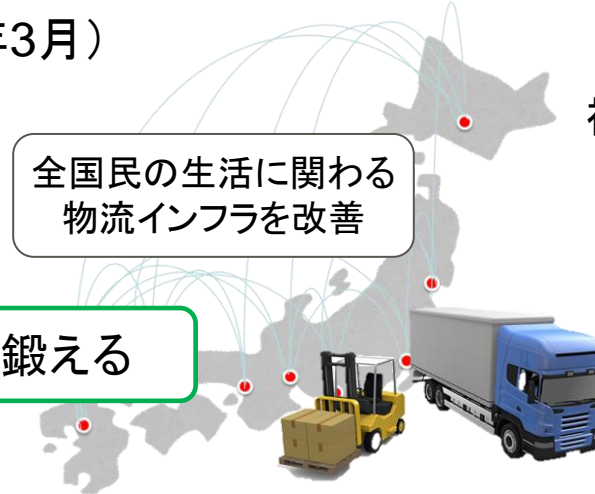 年3月）
全国民の生活に関わる
物流インフラを改善
鍛える